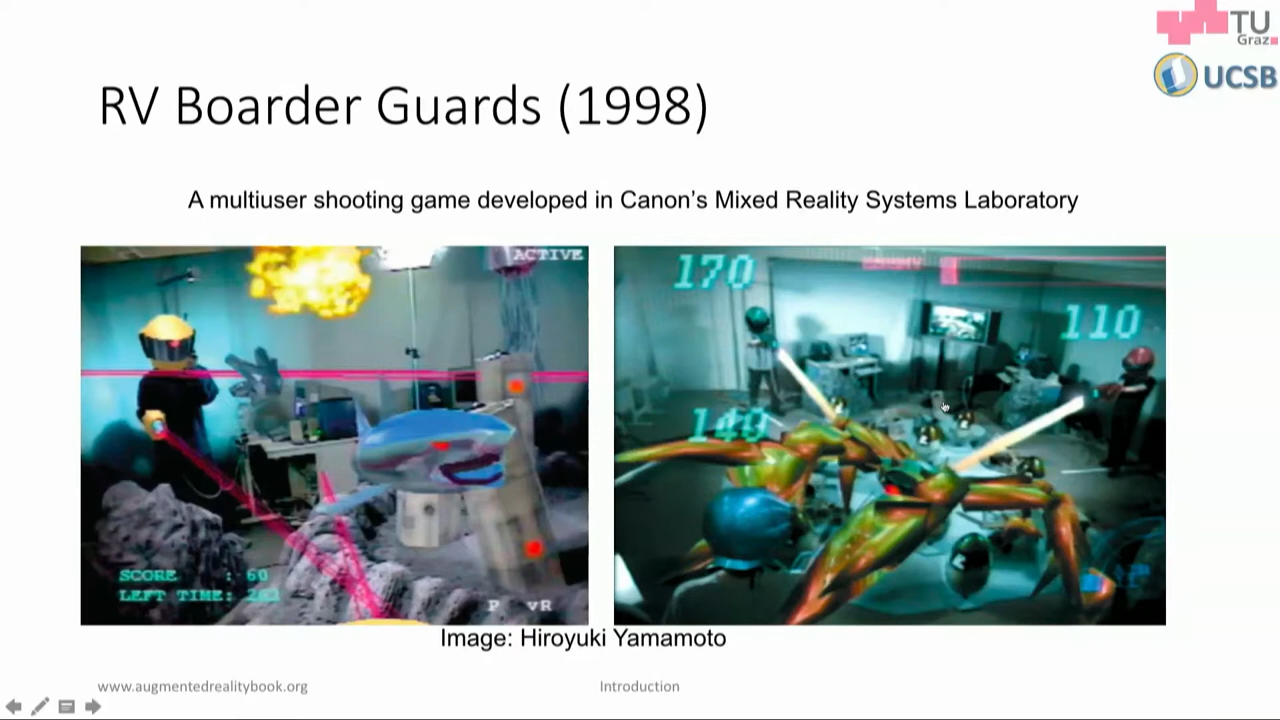 TU
Graz
UCSB
RV Boarder Guards (1998)
A multiuser shooting game developed in Canon's Mixed Reality Systems Laboratory
ACTIVE
SCORE : 60
LEFT TIME:
P vR
170
110
140
Image: Hiroyuki Yamamoto
www.augmentedrealitybook.org
Introduction